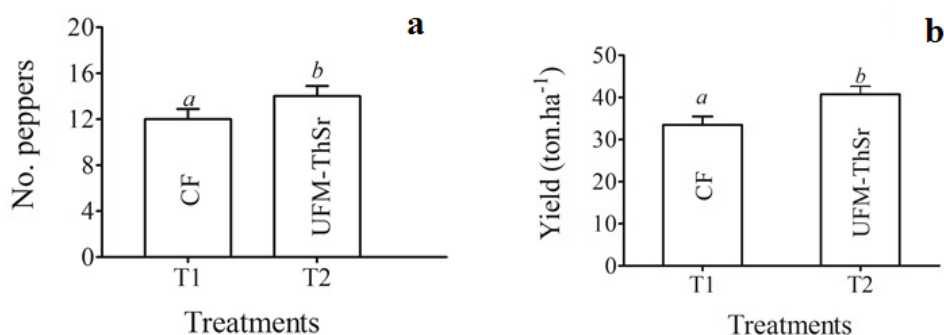 a
No. peppers
20
16
12
8
4
0
a
b
CF
UFM-ThSr
T1
T2
Treatments
b
Yield (ton.ha⁻¹)
50
40
30
20
10
0
a
b
CF
UFM-ThSr
T1
T2
Treatments